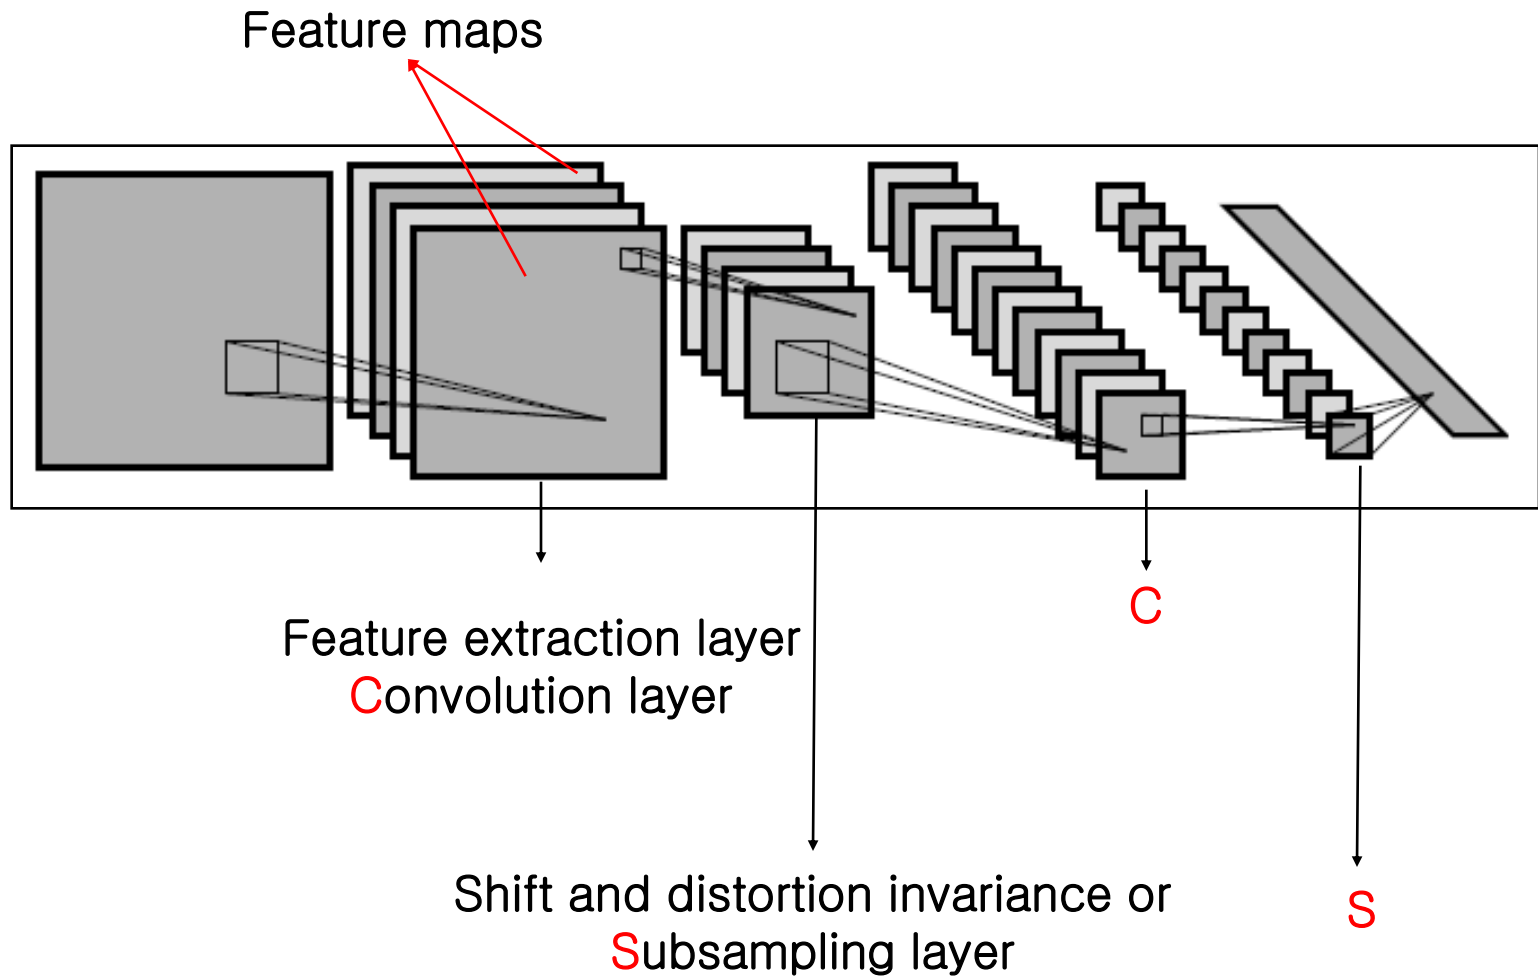 Feature maps
C
Feature extraction layer
Convolution layer
Shift and distortion invariance or
Subsampling layer
S